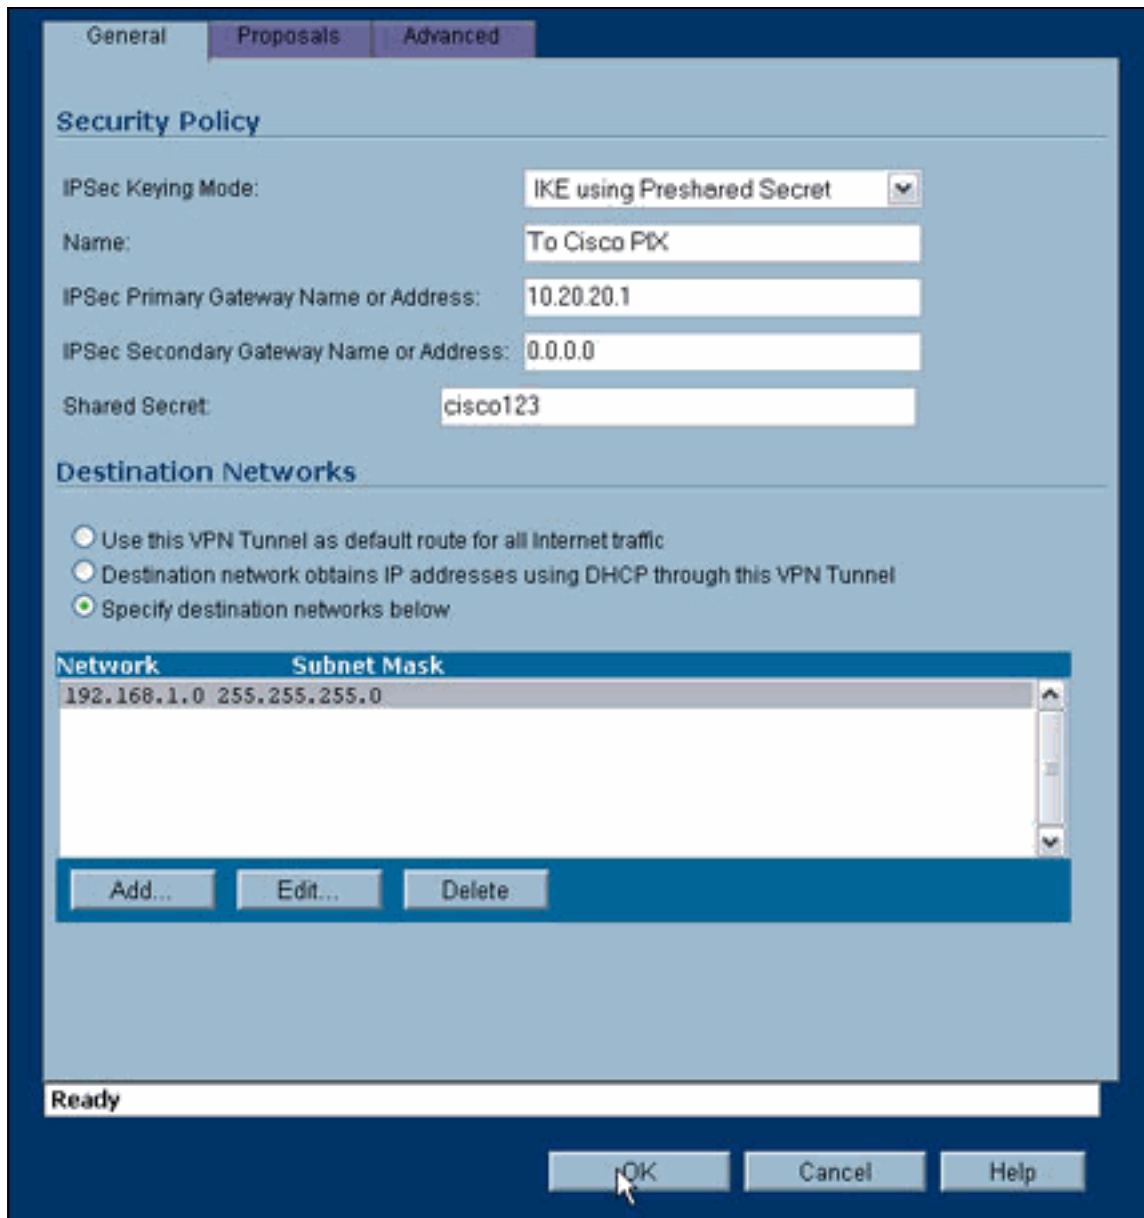 General Proposals Advanced
Security Policy
IPSec Keying Mode: IKE using Preshared Secret
Name: To Cisco PIX
IPSec Primary Gateway Name or Address: 10.20.20.1
IPSec Secondary Gateway Name or Address: 0.0.0.0
Shared Secret: cisco123
Destination Networks
Use this VPN Tunnel as default route for all Internet traffic
Destination network obtains IP addresses using DHCP through this VPN Tunnel
Specify destination networks below
Network Subnet Mask
192.168.1.0 255.255.255.0
Add... Edit... Delete
Ready
OK Cancel Help